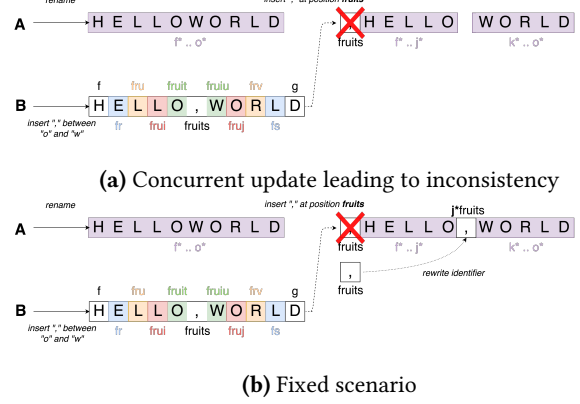 rename
insert "," at position fruits
A
H E L L O W O R L D
H E L L O
W O R L D
f* .. o*
fruits
f* .. j*
k* .. o*
f
fru
fruit
fruiu
frv
g
B
H E L L O , W O R L D
insert "," between
"o" and "w"
fr
frui
fruits
fruj
fs
(a) Concurrent update leading to inconsistency
rename
insert "," at position fruits
j*fruits
A
H E L L O W O R L D
H E L L O , W O R L D
f* .. o*
fruits
f* .. j*
k* .. o*
,
rewrite identifier
fruits
f
fru
fruit
fruiu
frv
g
B
H E L L O , W O R L D
insert "," between
"o" and "w"
fr
frui
fruits
fruj
fs
(b) Fixed scenario